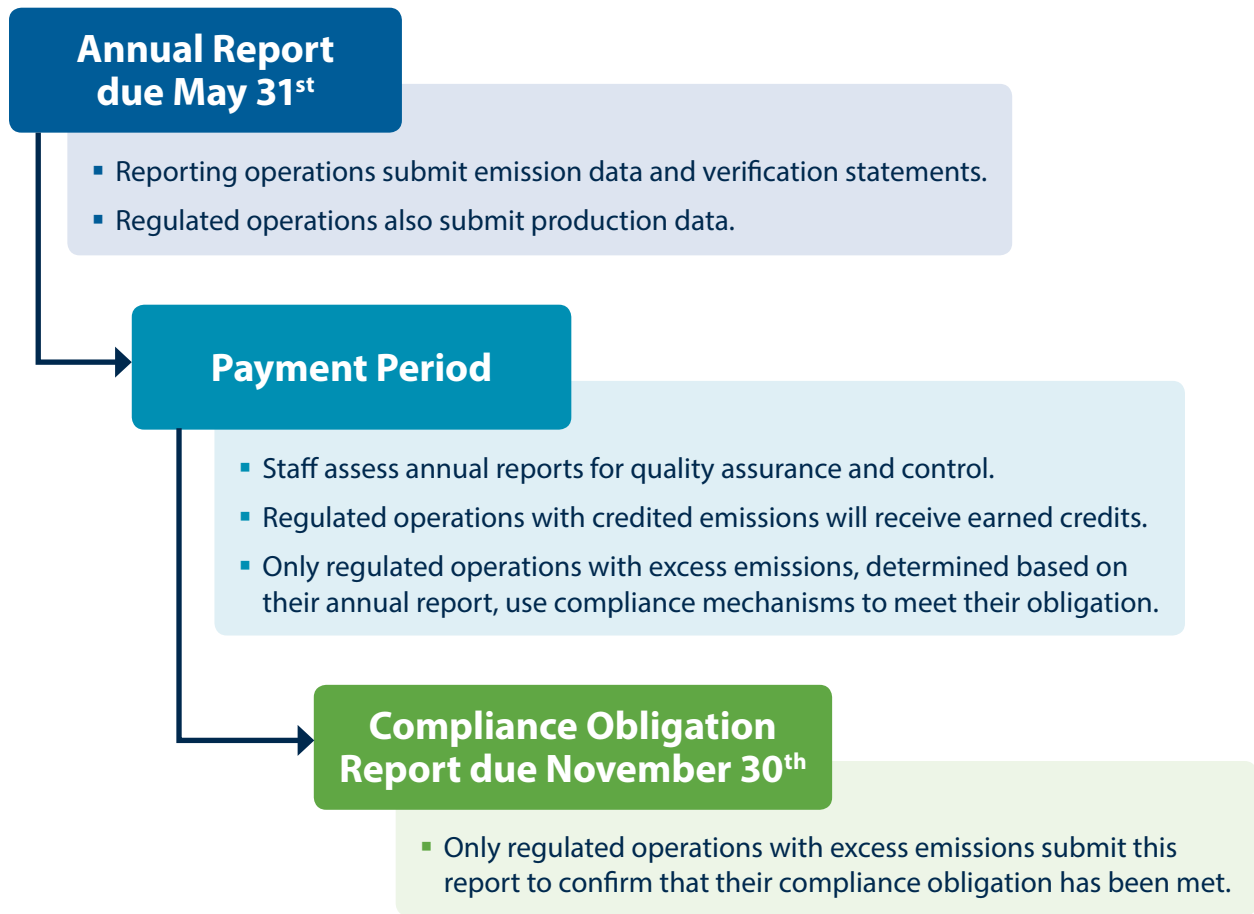 Annual Report
due May 31st
▪ Reporting operations submit emission data and verification statements.
▪ Regulated operations also submit production data.
Payment Period
▪ Staff assess annual reports for quality assurance and control.
▪ Regulated operations with credited emissions will receive earned credits.
▪ Only regulated operations with excess emissions, determined based on
their annual report, use compliance mechanisms to meet their obligation.
Compliance Obligation
Report due November 30th
▪ Only regulated operations with excess emissions submit this
report to confirm that their compliance obligation has been met.